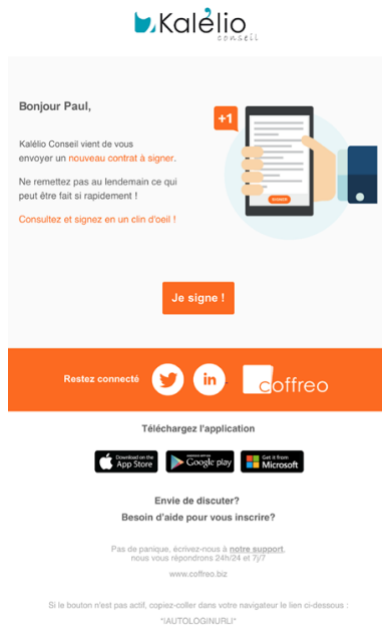 Kalélio
conseil
Bonjour Paul,
+1
Kalélio Conseil vient de vous
envoyer un nouveau contrat à signer.
Ne remettez pas au lendemain ce qui
peut être fait si rapidement !
Consultez et signez en un clin d'oeil !
Je signe !
Restez connecté
in
coffreo
Téléchargez l'application
Download on the
App Store
Google play
Get it from
Microsoft
Envie de discuter?
Besoin d'aide pour vous inscrire?
Pas de panique, écrivez-nous à notre support,
nous vous répondrons 24h/24 et 7j/7
www.coffreo.biz
Si le bouton n'est pas actif, copiez-coller dans votre navigateur le lien ci-dessous :
*|AUTOLOGINURL|*